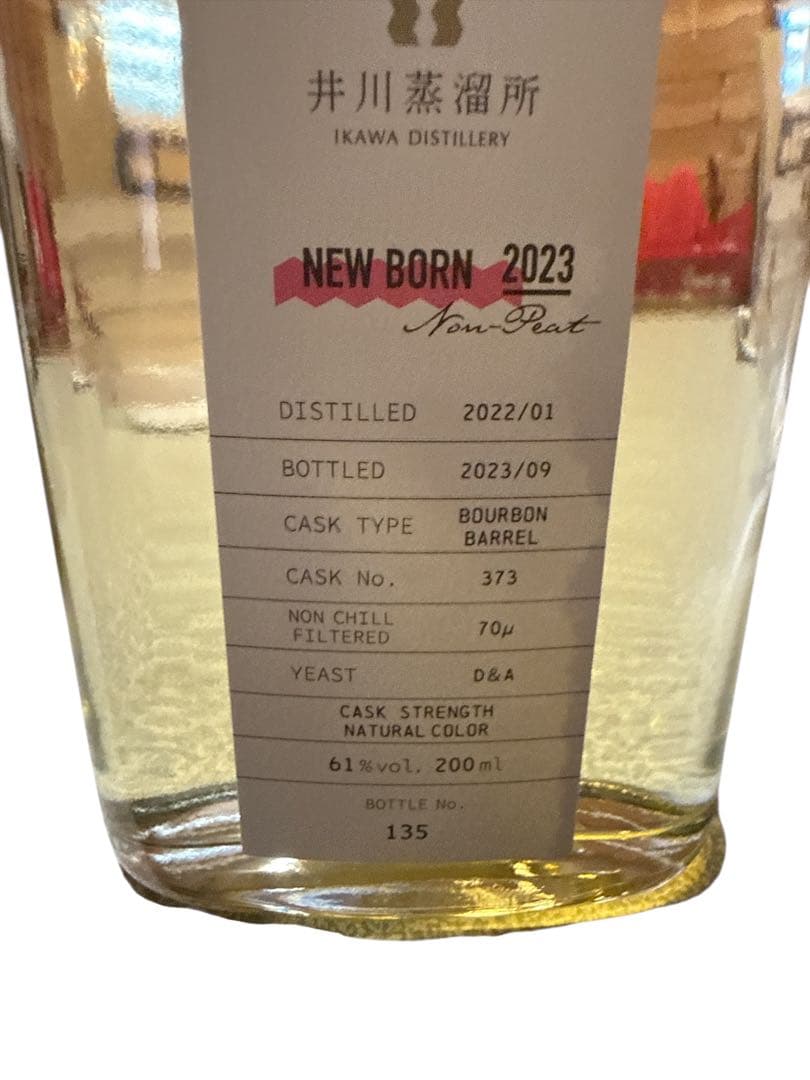 井川蒸溜所
IKAWA DISTILLERY
NEW BORN 2023
Non-Peat
DISTILLED 2022/01
BOTTLED 2023/09
CASK TYPE BOURBON BARREL
CASK No. 373
NON CHILL FILTERED 70μ
YEAST D&A
CASK STRENGTH
NATURAL COLOR
61%vol. 200ml
BOTTLE No.
135